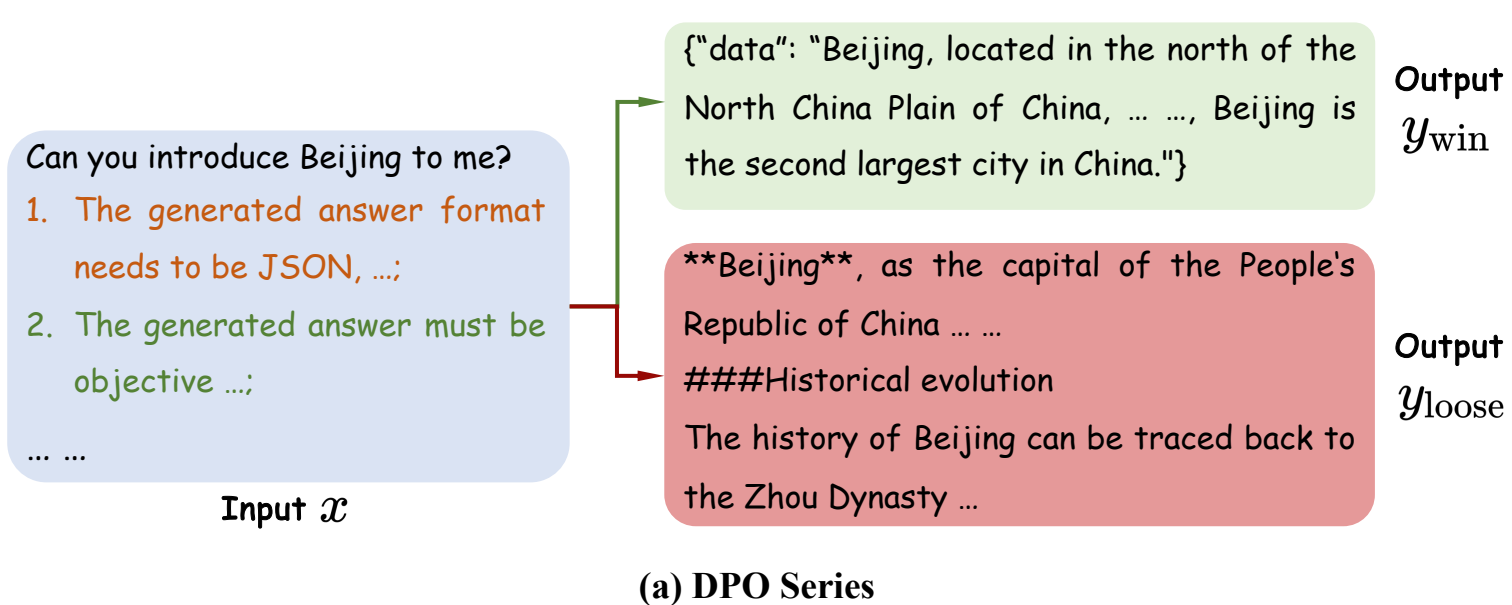 Can you introduce Beijing to me?
1. The generated answer format
needs to be JSON, ...;
2. The generated answer must be
objective ...;
... ...
Input x
{“data”: “Beijing, located in the north of the
North China Plain of China, ... ..., Beijing is
the second largest city in China."}
Output
y_win
**Beijing**, as the capital of the People's
Republic of China ... ...
###Historical evolution
The history of Beijing can be traced back to
the Zhou Dynasty ...
Output
y_loose
(a) DPO Series